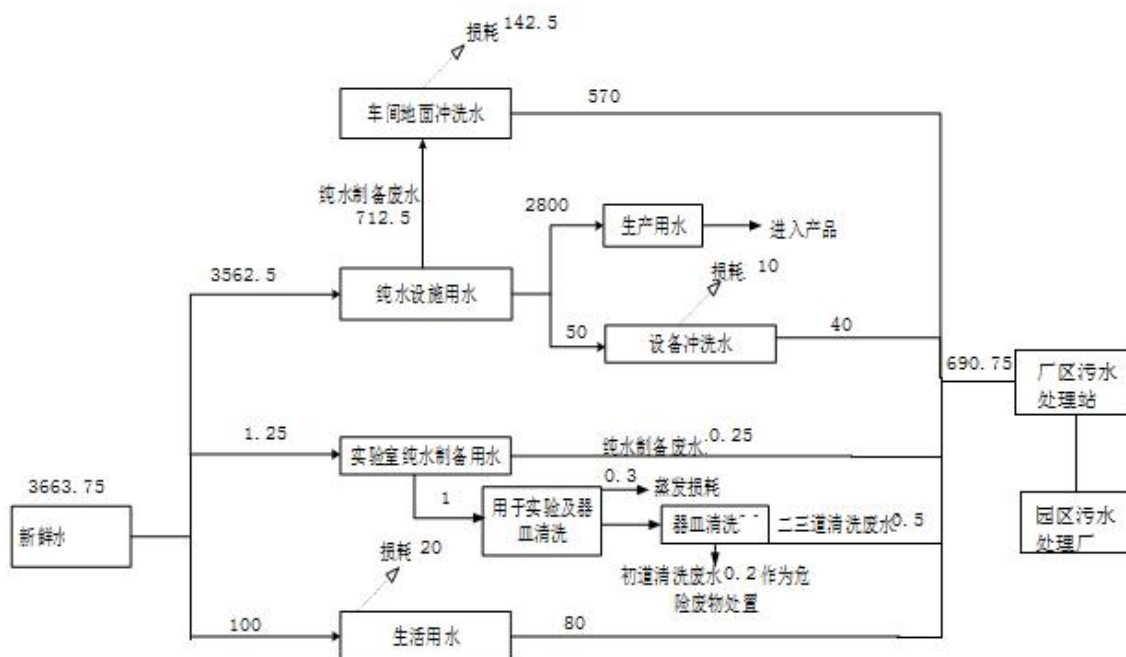 损耗 142.5
车间地面冲洗水
570
纯水制备废水
712.5
2800
生产用水
进入产品
3562.5
纯水设施用水
损耗 10
50
设备冲洗水
40
690.75
厂区污水
处理站
1.25
实验室纯水制备用水
纯水制备废水 0.25
3663.75
新鲜水
1
用于实验及器
皿清洗
0.3
蒸发损耗
器皿清洗
二三道清洗废水0.5
园区污水
处理厂
初道清洗废水0.2作为危
险废物处置
损耗 20
100
生活用水
80